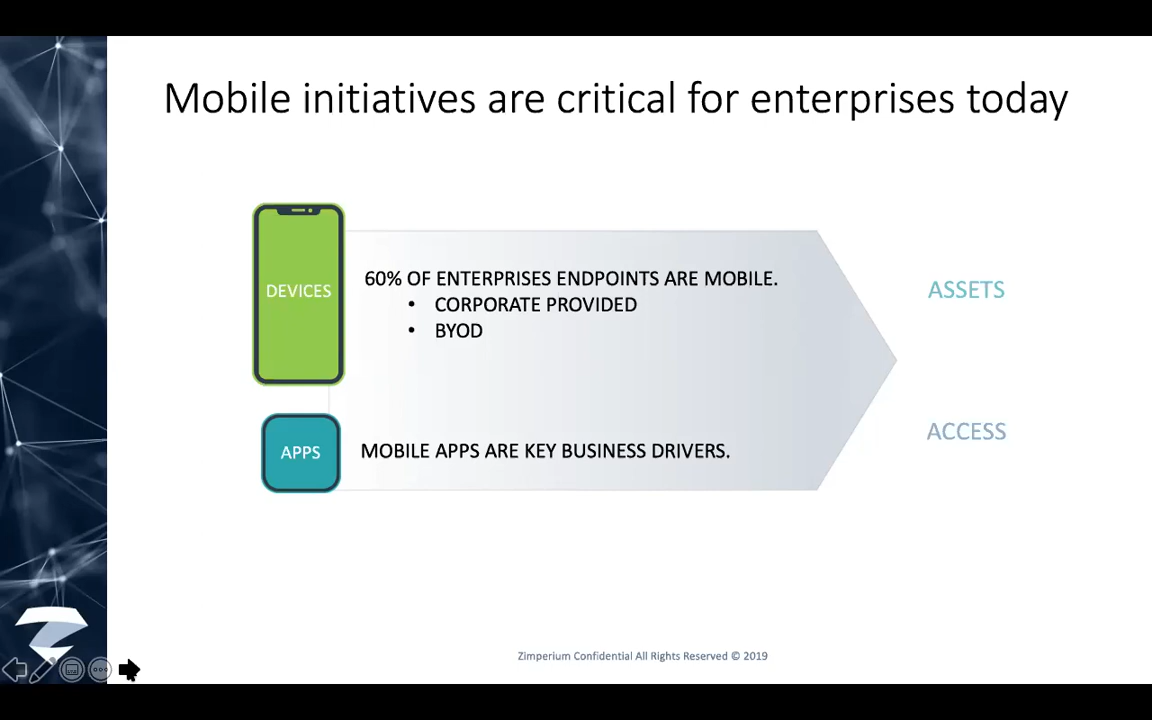 Mobile initiatives are critical for enterprises today
DEVICES
60% OF ENTERPRISES ENDPOINTS ARE MOBILE.
• CORPORATE PROVIDED
• BYOD
ASSETS
APPS
MOBILE APPS ARE KEY BUSINESS DRIVERS.
ACCESS
Zimperium Confidential All Rights Reserved © 2019